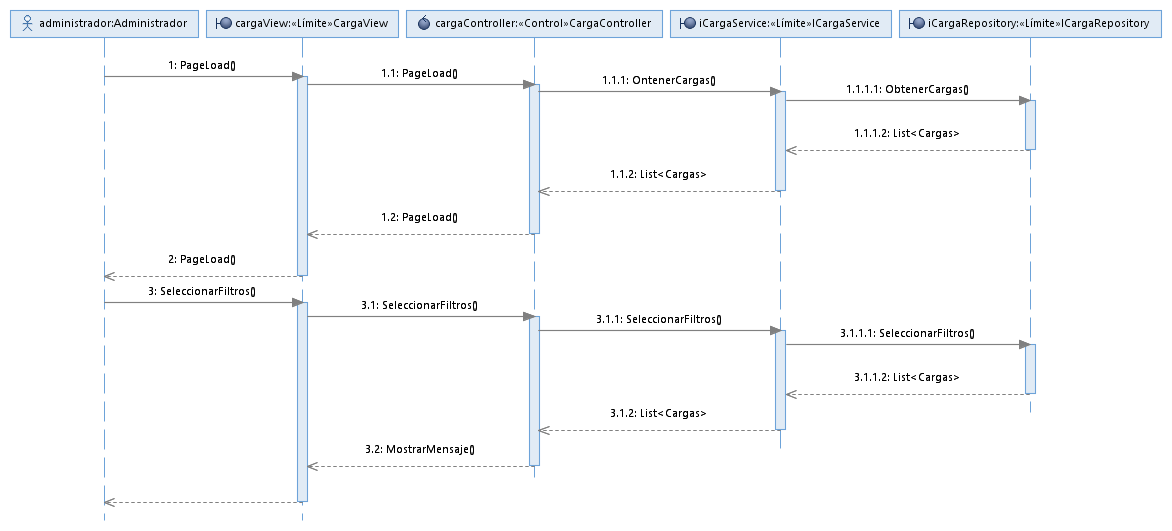 administrador:Administrador
cargaView:«Límite»CargaView
cargaController:«Control»CargaController
iCargaService:«Límite»ICargaService
iCargaRepository:«Límite»ICargaRepository
1: PageLoad()
1.1: PageLoad()
1.1.1: OntenerCargas()
1.1.1.1: ObtenerCargas()
1.1.1.2: List<Cargas>
1.1.2: List<Cargas>
1.2: PageLoad()
2: PageLoad()
3: SeleccionarFiltros()
3.1: SeleccionarFiltros()
3.1.1: SeleccionarFiltros()
3.1.1.1: SeleccionarFiltros()
3.1.1.2: List<Cargas>
3.1.2: List<Cargas>
3.2: MostrarMensaje()